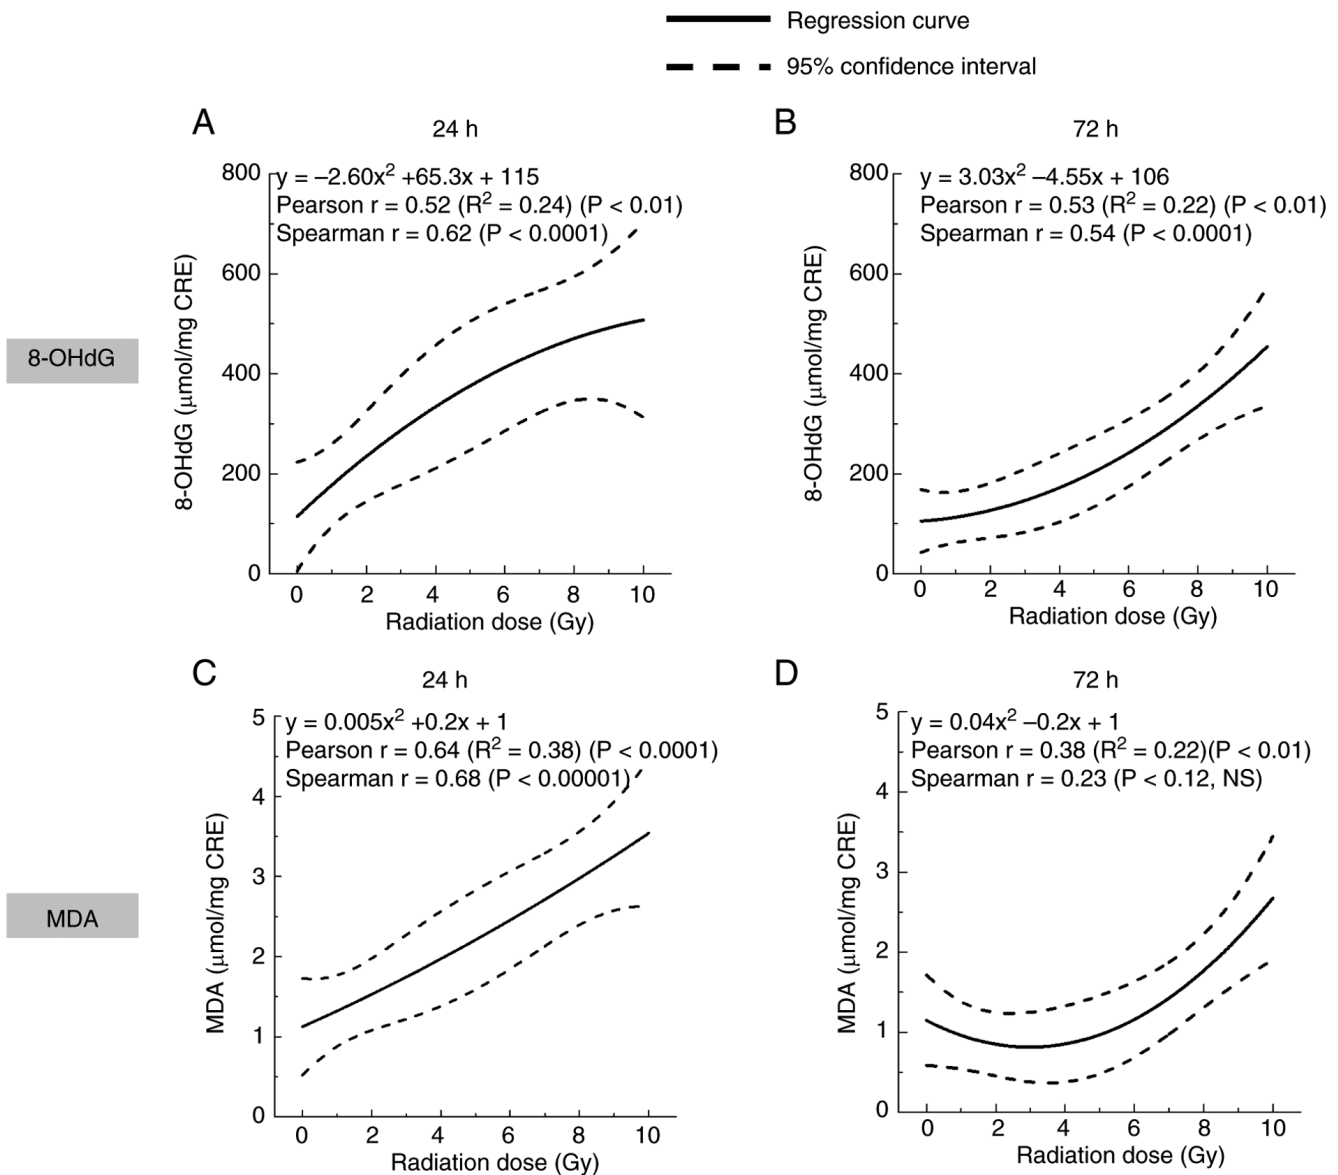 Regression curve
95% confidence interval
A
24 h
y = −2.60x² +65.3x + 115
Pearson r = 0.52 (R² = 0.24) (P < 0.01)
Spearman r = 0.62 (P < 0.0001)
800
600
400
200
0
8-OHdG (μmol/mg CRE)
0 2 4 6 8 10
Radiation dose (Gy)
B
72 h
y = 3.03x² −4.55x + 106
Pearson r = 0.53 (R² = 0.22) (P < 0.01)
Spearman r = 0.54 (P < 0.0001)
800
600
400
200
0
8-OHdG (μmol/mg CRE)
0 2 4 6 8 10
Radiation dose (Gy)
8-OHdG
C
24 h
y = 0.005x² +0.2x + 1
Pearson r = 0.64 (R² = 0.38) (P < 0.0001)
Spearman r = 0.68 (P < 0.00001)
5
4
3
2
1
0
MDA (μmol/mg CRE)
0 2 4 6 8 10
Radiation dose (Gy)
D
72 h
y = 0.04x² −0.2x + 1
Pearson r = 0.38 (R² = 0.22)(P < 0.01)
Spearman r = 0.23 (P < 0.12, NS)
5
4
3
2
1
0
MDA (μmol/mg CRE)
0 2 4 6 8 10
Radiation dose (Gy)
MDA